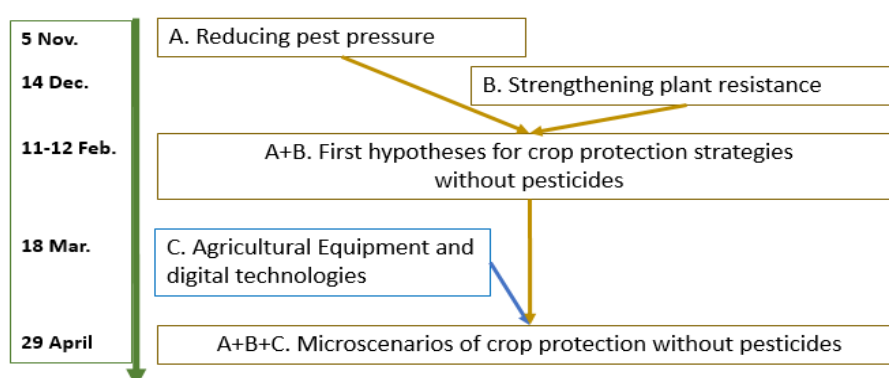 5 Nov.
A. Reducing pest pressure
14 Dec.
B. Strengthening plant resistance
11-12 Feb.
A+B. First hypotheses for crop protection strategies
without pesticides
18 Mar.
C. Agricultural Equipment and
digital technologies
29 April
A+B+C. Microscenarios of crop protection without pesticides